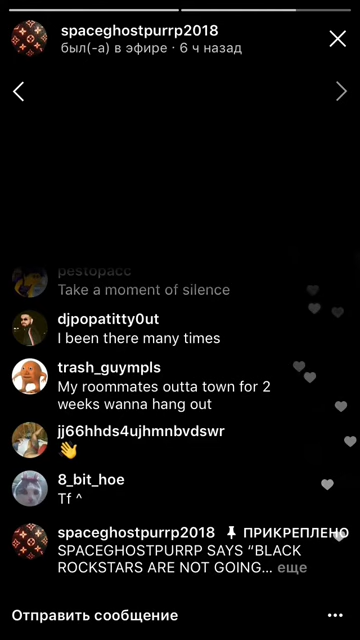 spaceghostpurrp2018
был(-а) в эфире · 6 ч назад
pestopacc
Take a moment of silence
djpopatitty0ut
I been there many times
trash_guympls
My roommates outta town for 2
weeks wanna hang out
jj66hhds4ujhmnbvdswr
👋
8_bit_hoe
Tf ^
spaceghostpurrp2018 ПРИКРЕПЛЕНО
SPACEGHOSTPURRP SAYS “BLACK
ROCKSTARS ARE NOT GOING... еще
Отправить сообщение